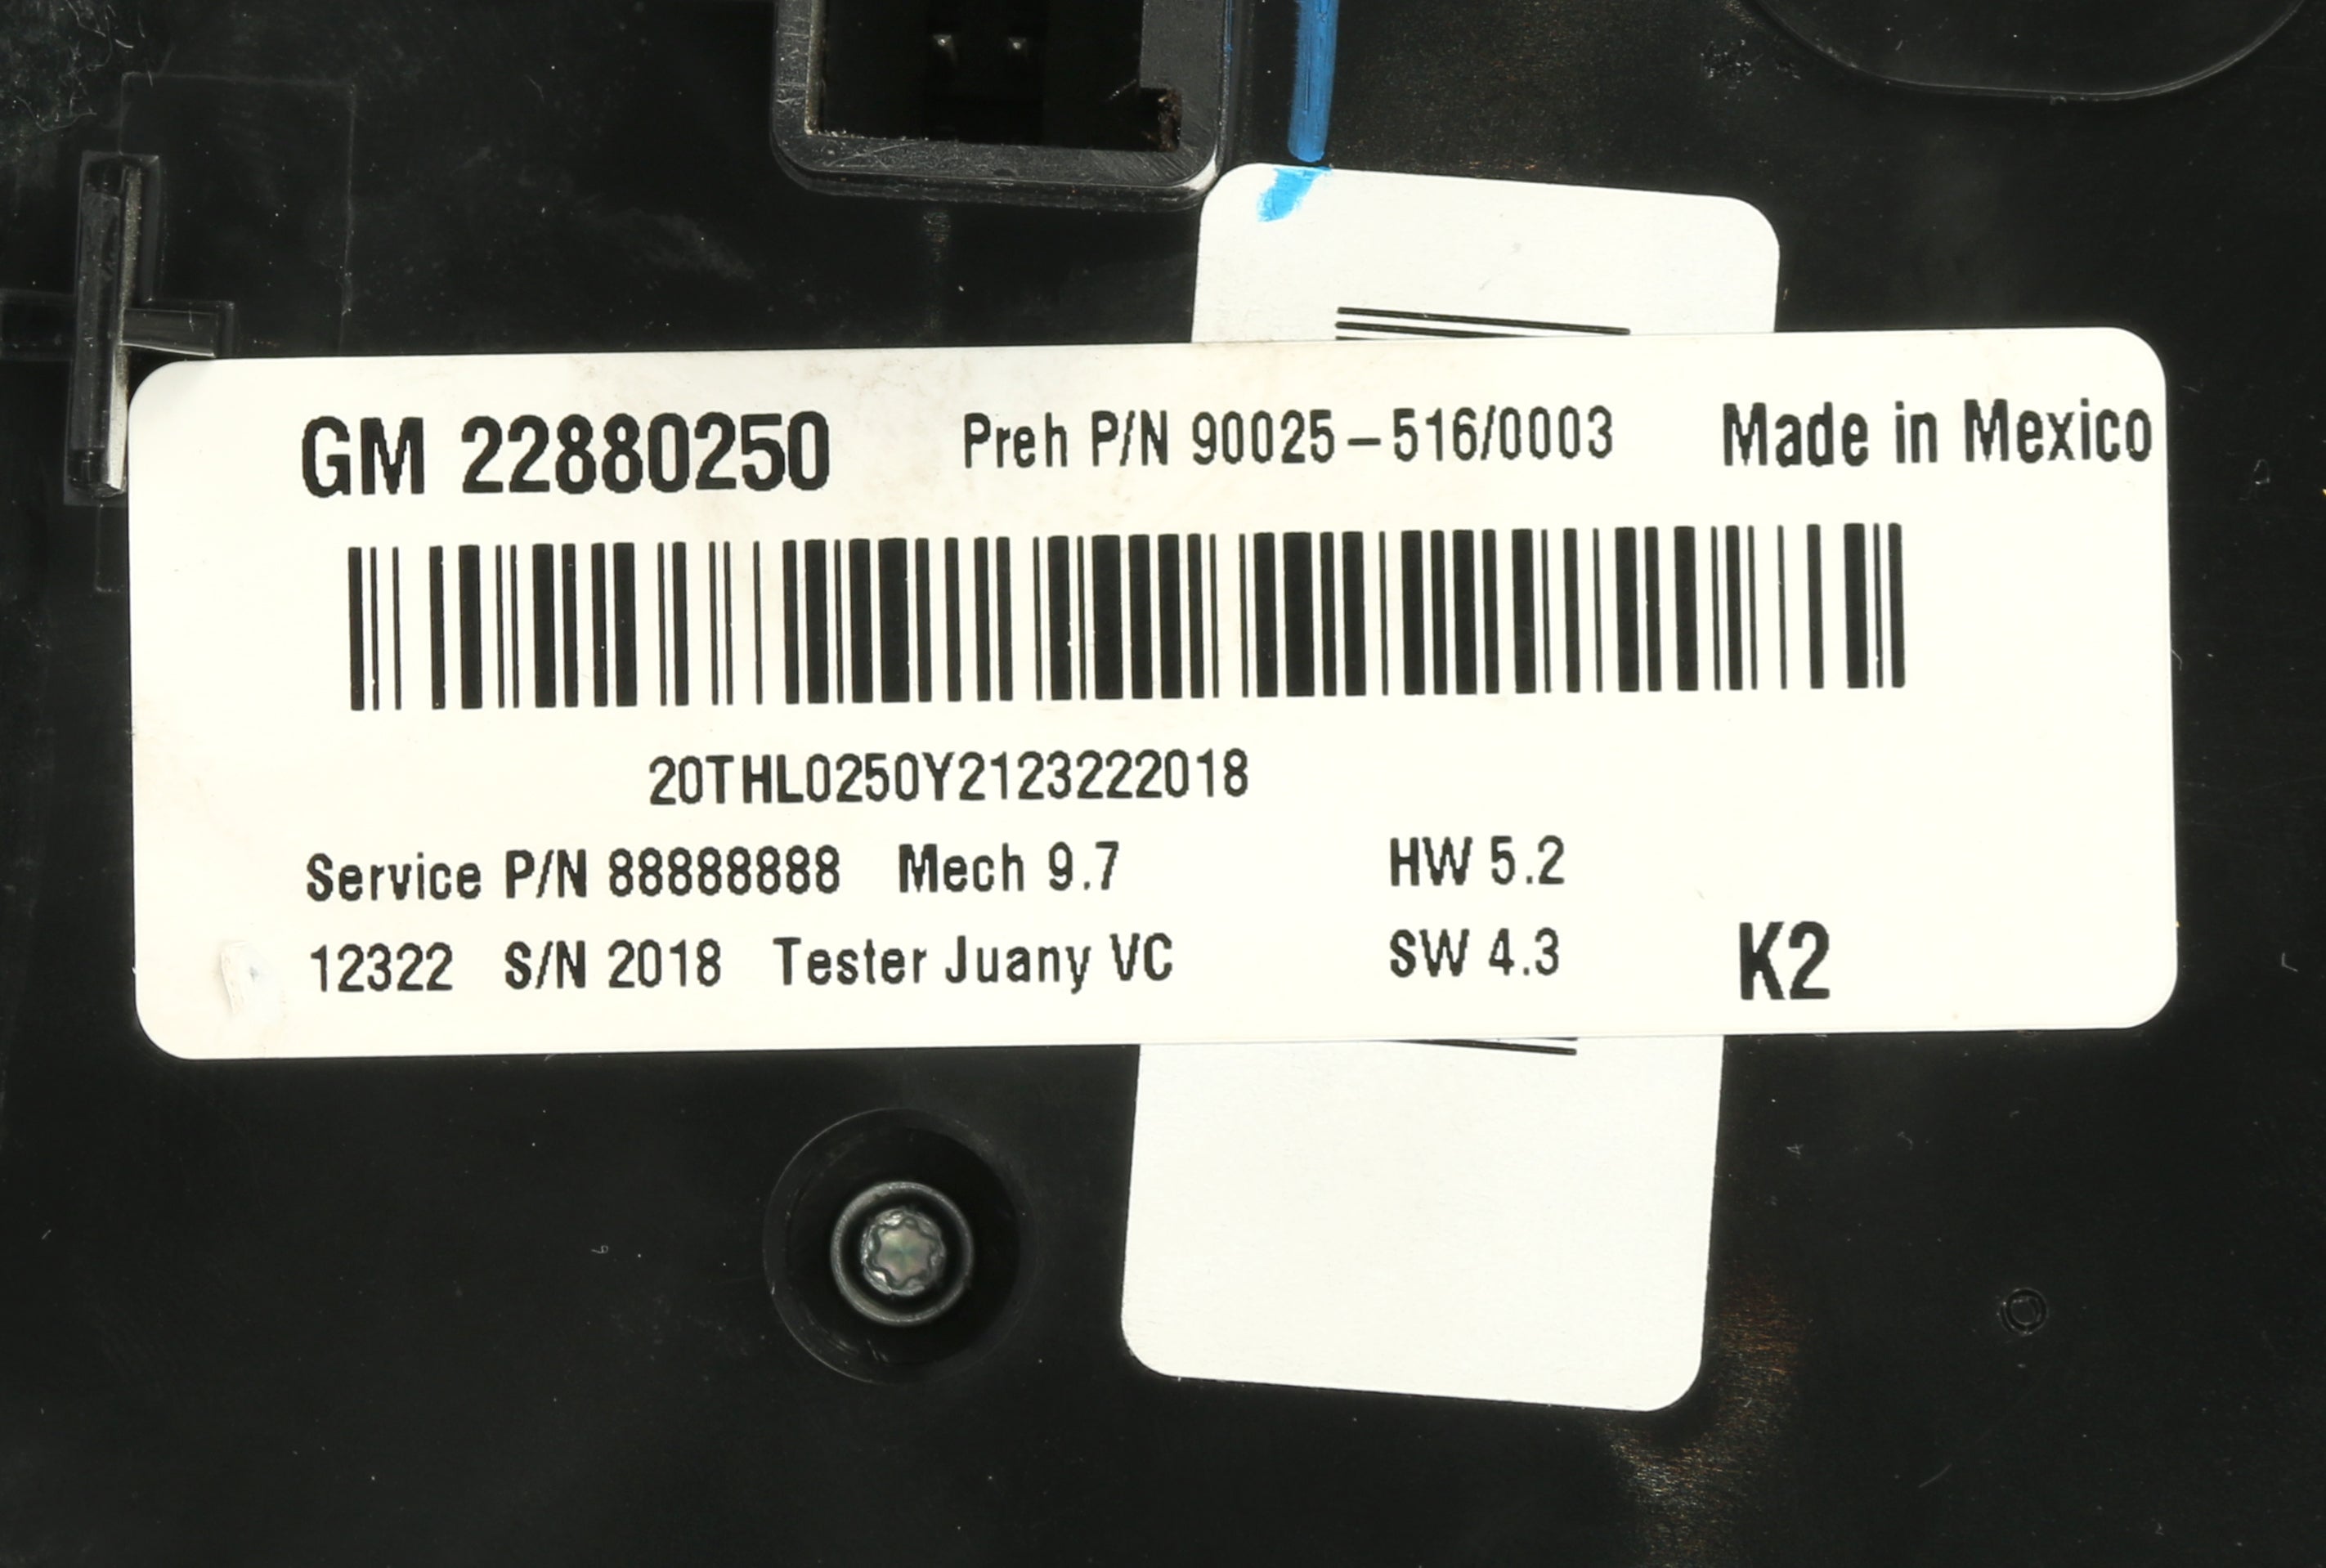 GM 22880250 Preh P/N 90025-516/0003 Made in Mexico
20THL0250Y2123222018
Service P/N 88888888 Mech 9.7 HW 5.2
12322 S/N 2018 Tester Juany VC SW 4.3 K2